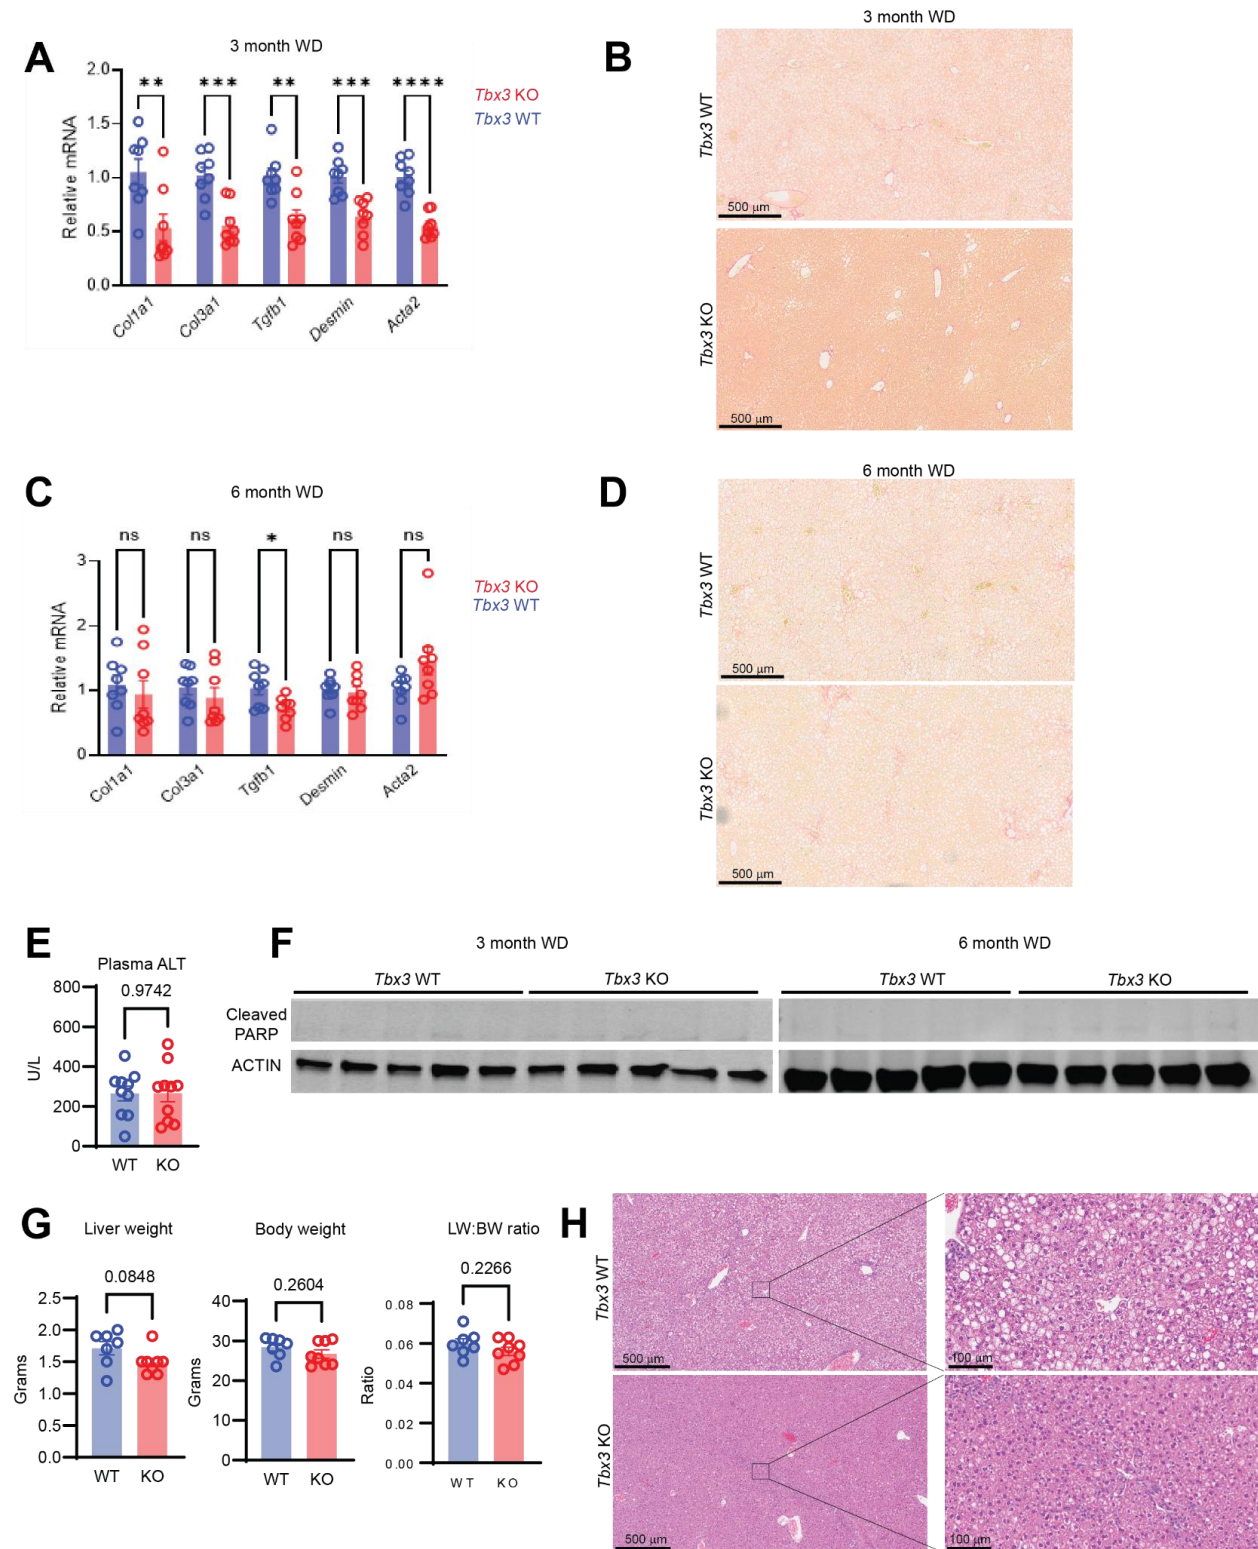 A
3 month WD
** *** ** *** ****
Tbx3 KO
Tbx3 WT
Relative mRNA
2.0
1.5
1.0
0.5
0.0
Col1a1
Col3a1
Tgfb1
Desmin
Acta2
B
3 month WD
Tbx3 WT
500 µm
Tbx3 KO
500 µm
C
6 month WD
ns ns * ns ns
Tbx3 KO
Tbx3 WT
Relative mRNA
3
2
1
0
Col1a1
Col3a1
Tgfb1
Desmin
Acta2
D
6 month WD
Tbx3 WT
500 µm
Tbx3 KO
500 µm
E
Plasma ALT
0.9742
U/L
800
600
400
200
0
WT KO
F
3 month WD
6 month WD
Tbx3 WT
Tbx3 KO
Tbx3 WT
Tbx3 KO
Cleaved
PARP
ACTIN
G
Liver weight
0.0848
Grams
2.5
2.0
1.5
1.0
0.5
0.0
WT KO
Body weight
0.2604
Grams
40
30
20
10
0
WT KO
LW:BW ratio
0.2266
Ratio
0.08
0.06
0.04
0.02
0.00
WT KO
H
Tbx3 WT
500 µm
100 µm
Tbx3 KO
500 µm
100 µm